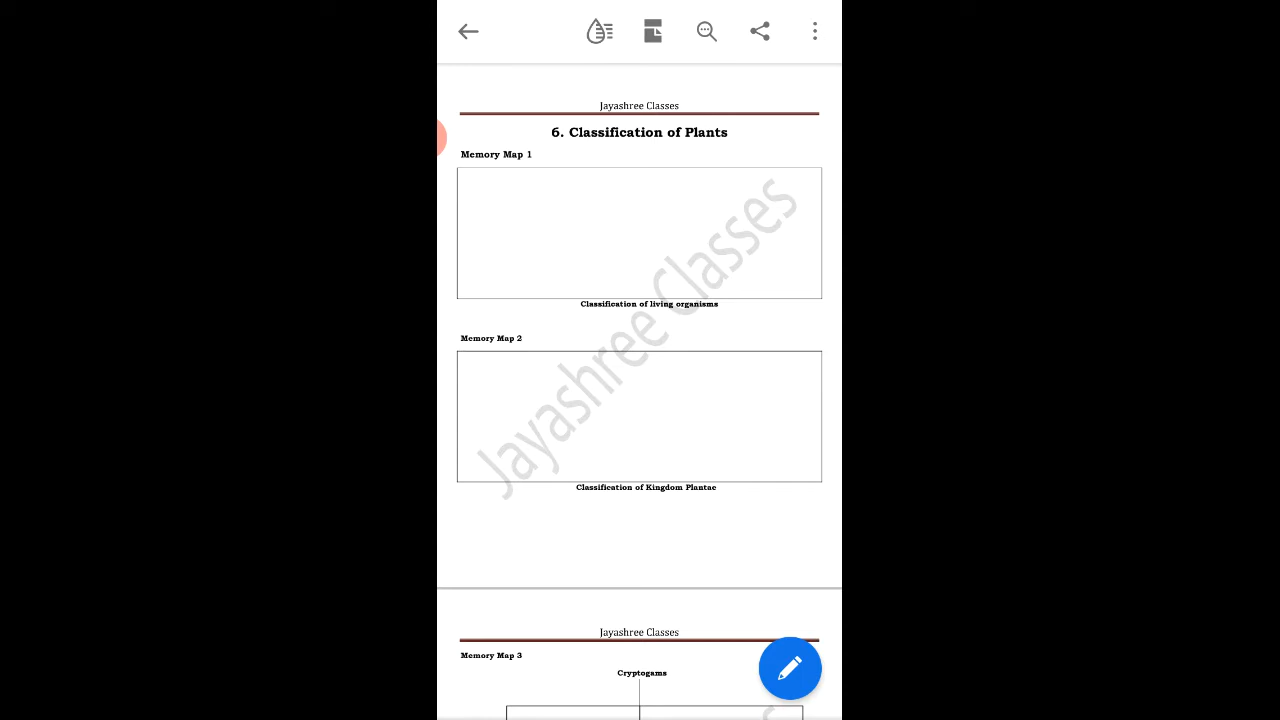 Jayashree Classes
6. Classification of Plants
Memory Map 1
Classification of living organisms
Memory Map 2
Classification of Kingdom Plantae
Jayashree Classes
Jayashree Classes
Memory Map 3
Cryptogams